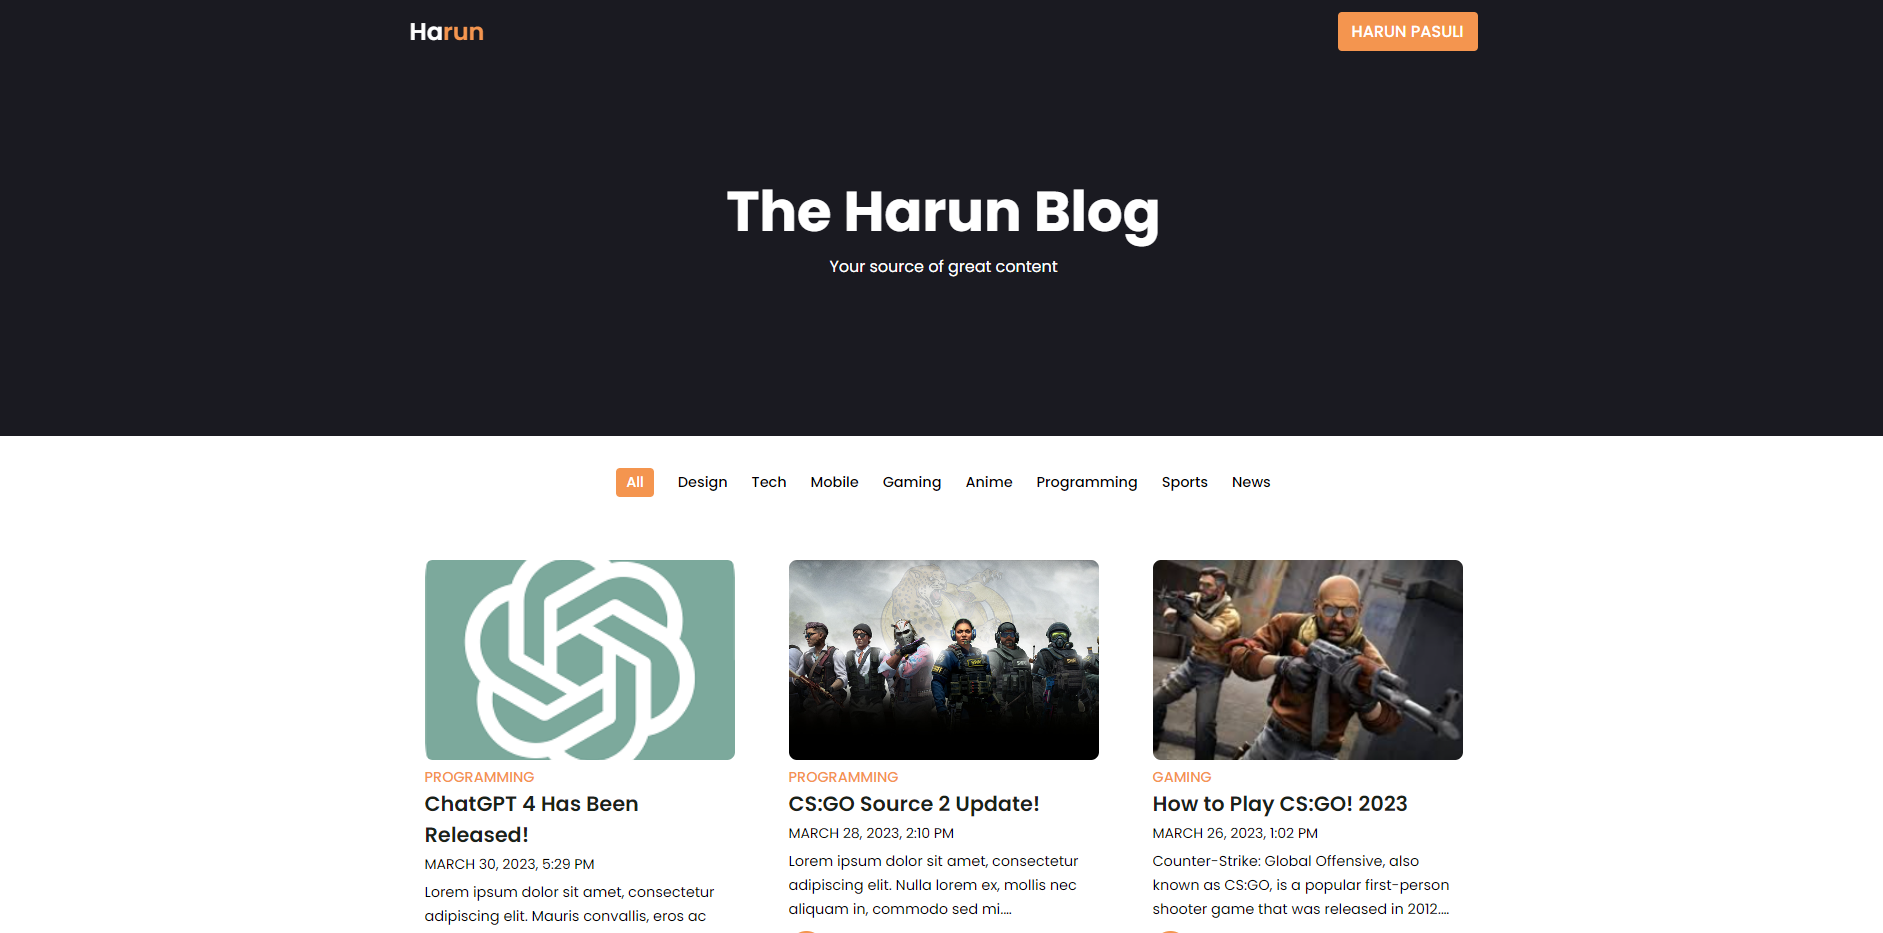 Harun
HARUN PASULI
The Harun Blog
Your source of great content
All Design Tech Mobile Gaming Anime Programming Sports News
PROGRAMMING
ChatGPT 4 Has Been
Released!
MARCH 30, 2023, 5:29 PM
Lorem ipsum dolor sit amet, consectetur
adipiscing elit. Mauris convallis, eros ac
PROGRAMMING
CS:GO Source 2 Update!
MARCH 28, 2023, 2:10 PM
Lorem ipsum dolor sit amet, consectetur
adipiscing elit. Nulla lorem ex, mollis nec
aliquam in, commodo sed mi....
GAMING
How to Play CS:GO! 2023
MARCH 26, 2023, 1:02 PM
Counter-Strike: Global Offensive, also
known as CS:GO, is a popular first-person
shooter game that was released in 2012....